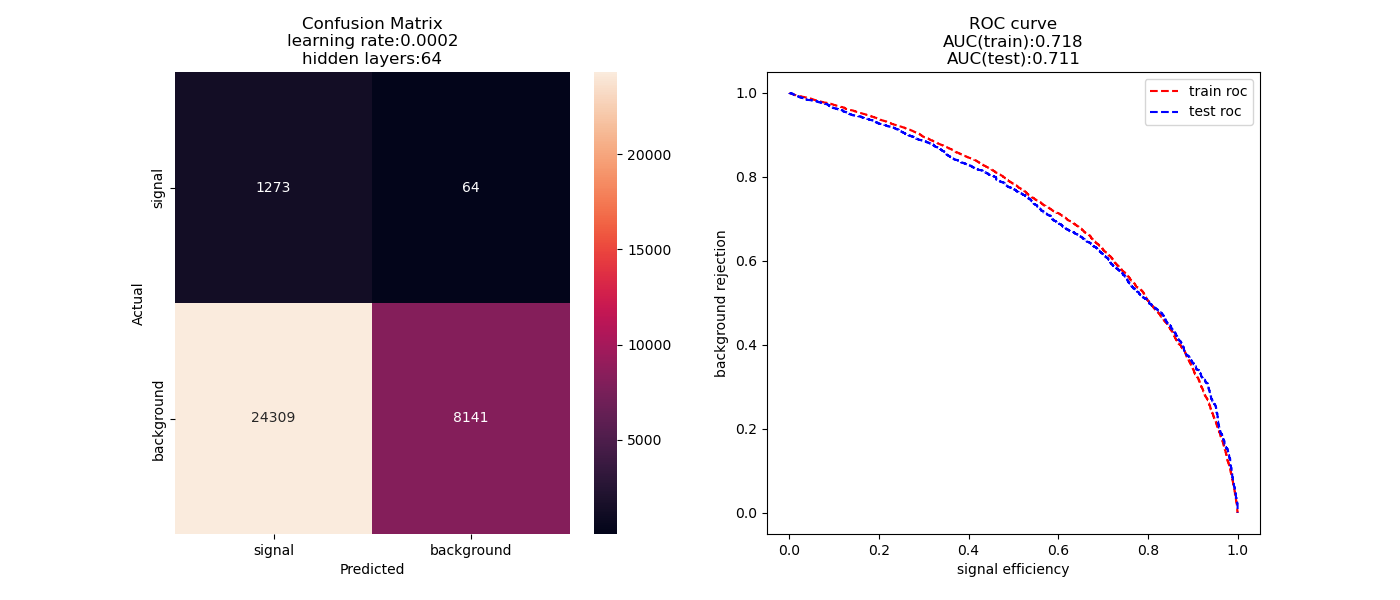 Confusion Matrix
learning rate:0.0002
hidden layers:64
signal
background
Actual
1273
64
24309
8141
signal
background
Predicted
20000
15000
10000
5000
ROC curve
AUC(train):0.718
AUC(test):0.711
train roc
test roc
background rejection
1.0
0.8
0.6
0.4
0.2
0.0
0.0
0.2
0.4
0.6
0.8
1.0
signal efficiency